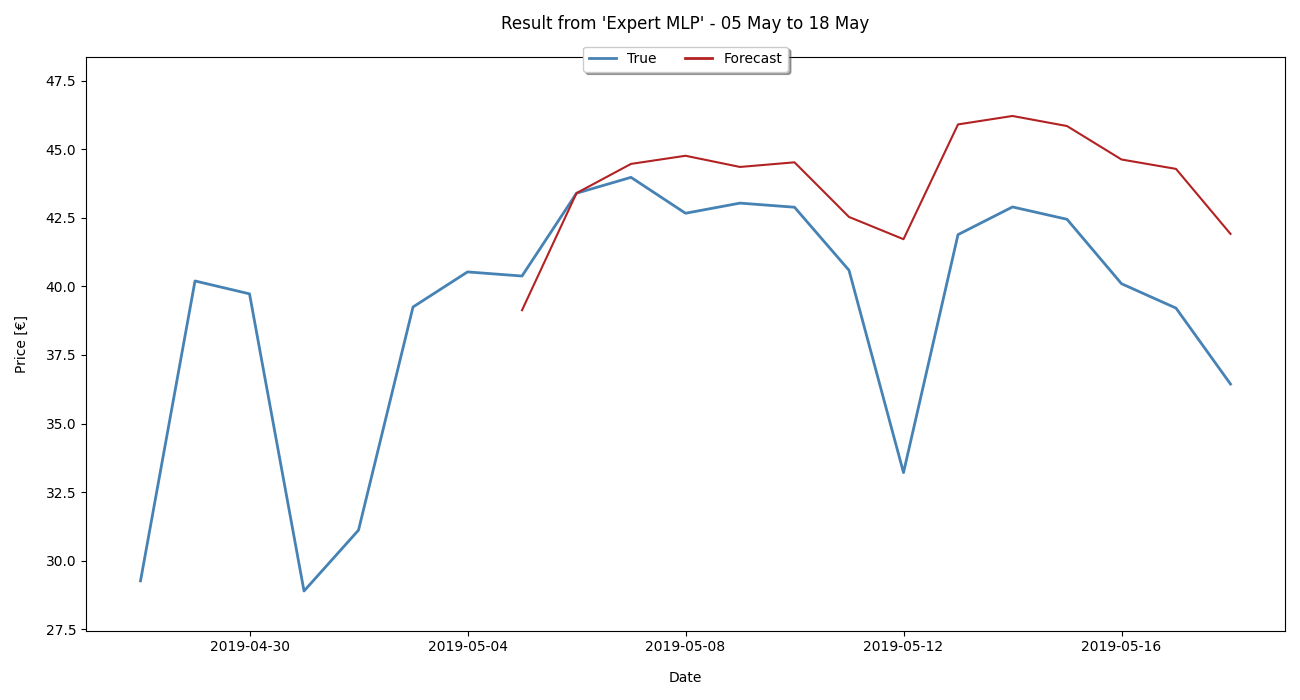 Result from 'Expert MLP' - 05 May to 18 May
True Forecast
47.5
45.0
42.5
40.0
37.5
35.0
32.5
30.0
27.5
Price [€]
2019-04-30 2019-05-04 2019-05-08 2019-05-12 2019-05-16
Date